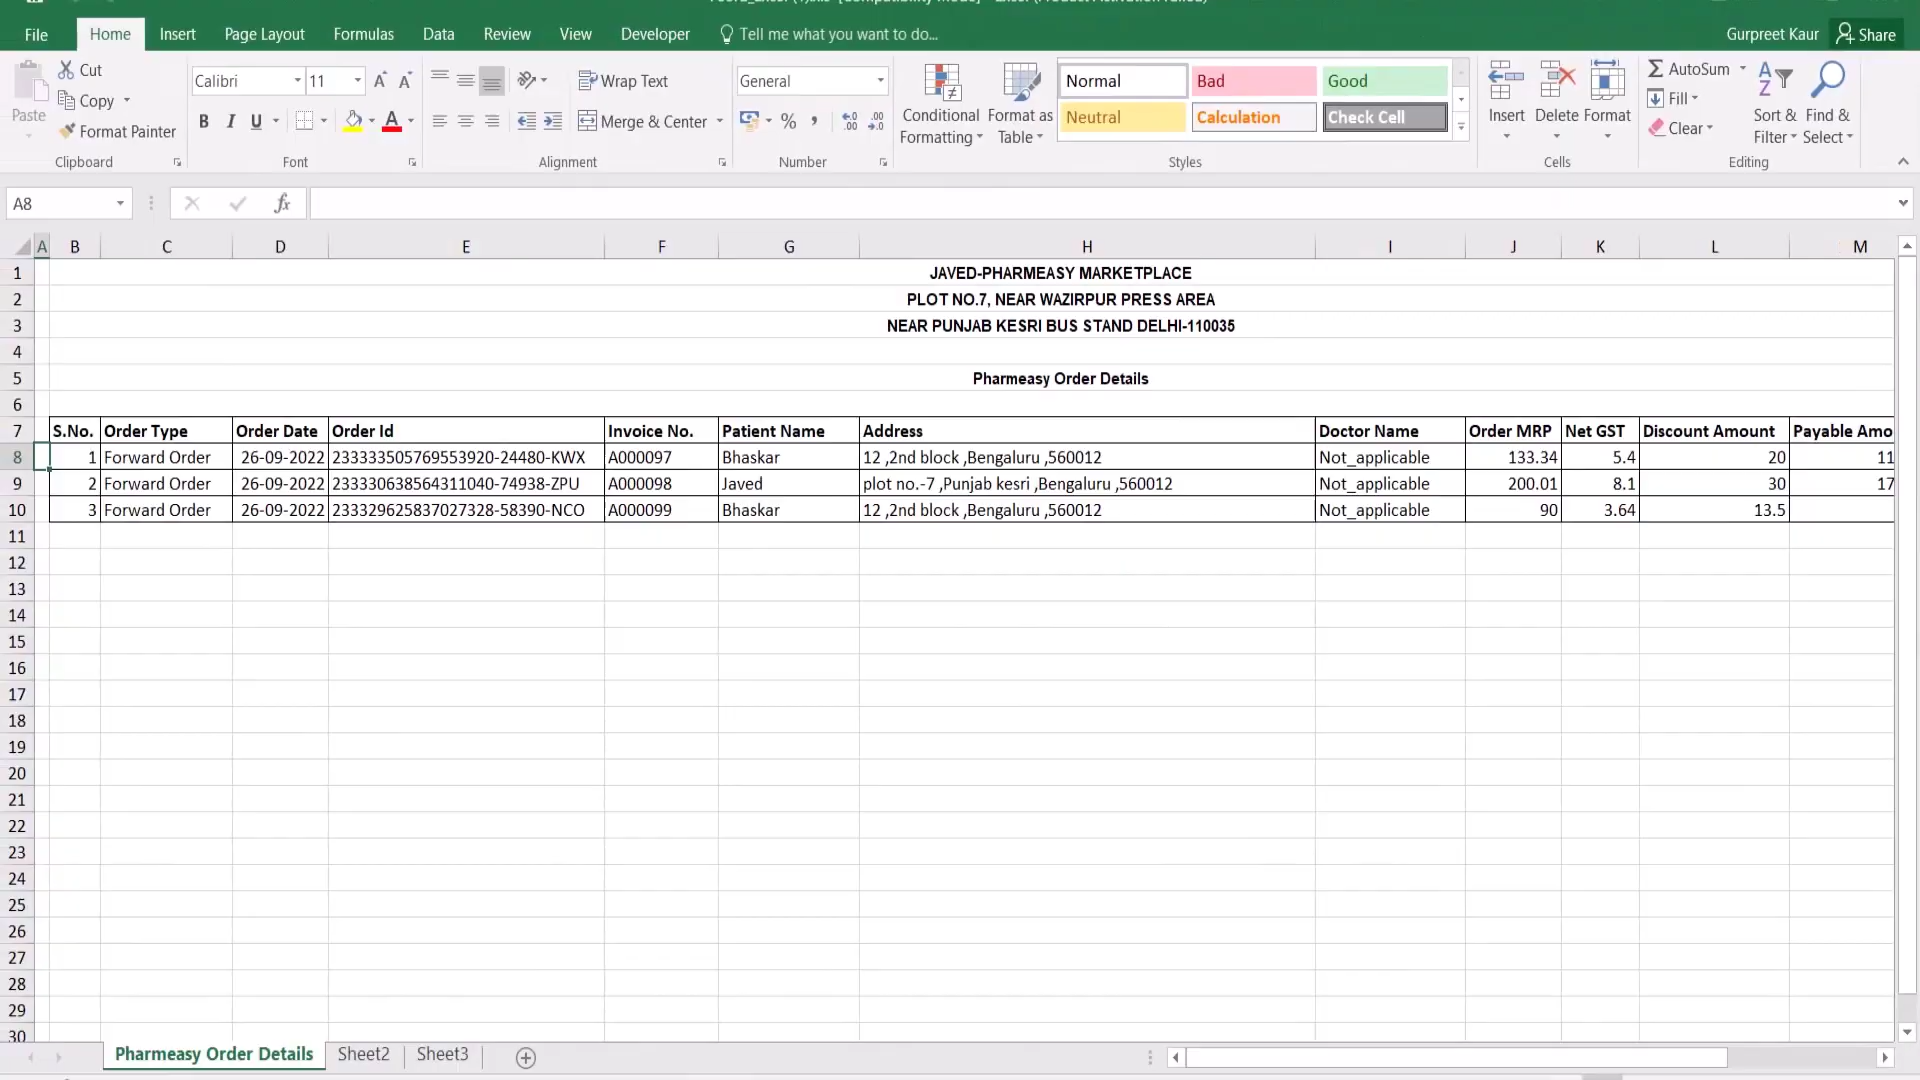 File Home Insert Page Layout Formulas Data Review View Developer Tell me what you want to do... Gurpreet Kaur Share
Cut
Copy
Format Painter
Paste
Clipboard
Calibri 11
B I U
Font
Wrap Text
Merge & Center
Alignment
General
% ,
Number
Conditional Formatting
Format as Table
Normal Bad Good
Neutral Calculation Check Cell
Styles
Insert Delete Format
Cells
AutoSum
Fill
Clear
Sort & Filter
Find & Select
Editing
A8 fx
A B C D E F G H I J K L M
1 JAVED-PHARMEASY MARKETPLACE
2 PLOT NO.7, NEAR WAZIRPUR PRESS AREA
3 NEAR PUNJAB KESRI BUS STAND DELHI-110035
4
5 Pharmeasy Order Details
6
7 S.No. Order Type Order Date Order Id Invoice No. Patient Name Address Doctor Name Order MRP Net GST Discount Amount Payable Amo
8 1 Forward Order 26-09-2022 233333505769553920-24480-KWX A000097 Bhaskar 12 ,2nd block ,Bengaluru ,560012 Not_applicable 133.34 5.4 20 11
9 2 Forward Order 26-09-2022 233330638564311040-74938-ZPU A000098 Javed plot no.-7 ,Punjab kesri ,Bengaluru ,560012 Not_applicable 200.01 8.1 30 17
10 3 Forward Order 26-09-2022 233329625837027328-58390-NCO A000099 Bhaskar 12 ,2nd block ,Bengaluru ,560012 Not_applicable 90 3.64 13.5
11
12
13
14
15
16
17
18
19
20
21
22
23
24
25
26
27
28
29
30
Pharmeasy Order Details Sheet2 Sheet3